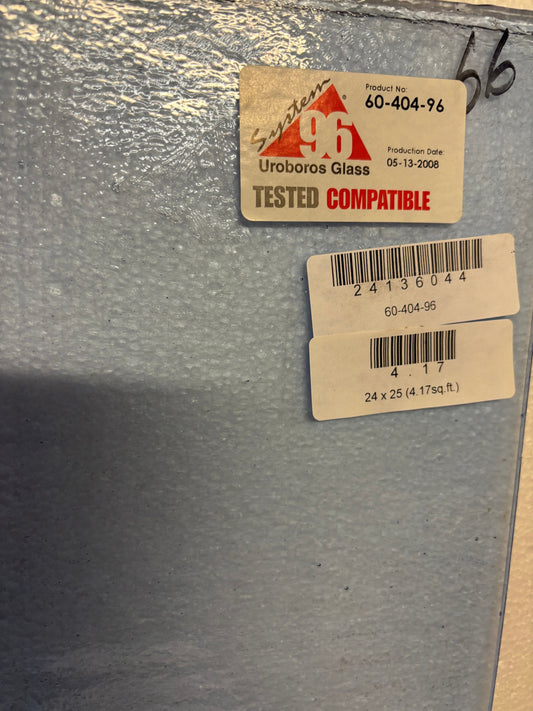 66
System
96®
Uroboros Glass
TESTED COMPATIBLE
Product No:
60-404-96
Production Date:
05-13-2008
24136044
60-404-96
4.17
24 x 25 (4.17sq.ft.)